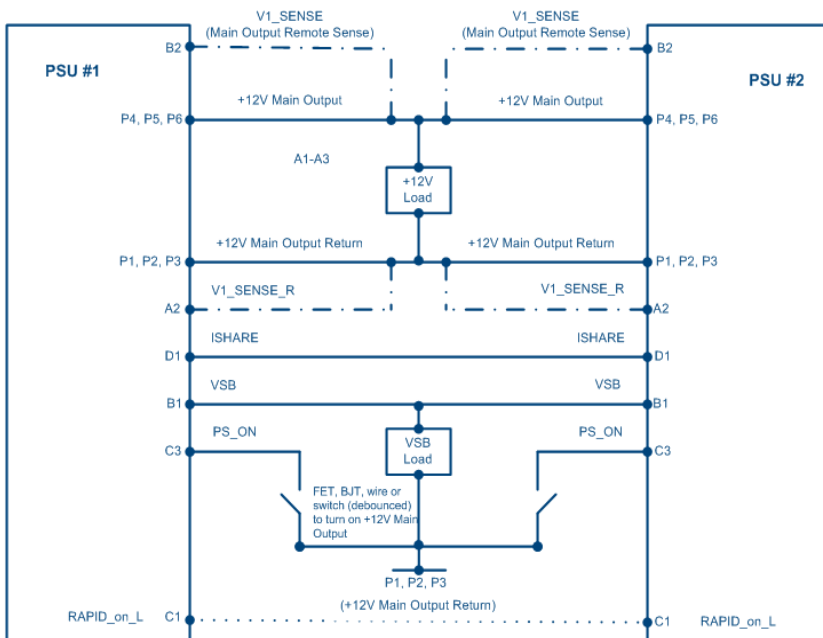 V1_SENSE
(Main Output Remote Sense)
V1_SENSE
(Main Output Remote Sense)
B2
B2
PSU #1
PSU #2
+12V Main Output
+12V Main Output
P4, P5, P6
P4, P5, P6
A1-A3
+12V
Load
+12V Main Output Return
+12V Main Output Return
P1, P2, P3
P1, P2, P3
V1_SENSE_R
V1_SENSE_R
A2
A2
ISHARE
ISHARE
D1
D1
VSB
VSB
B1
B1
PS_ON
PS_ON
C3
C3
VSB
Load
FET, BJT, wire or
switch (debounced)
to turn on +12V Main
Output
P1, P2, P3
(+12V Main Output Return)
RAPID_on_L
C1
C1
RAPID_on_L